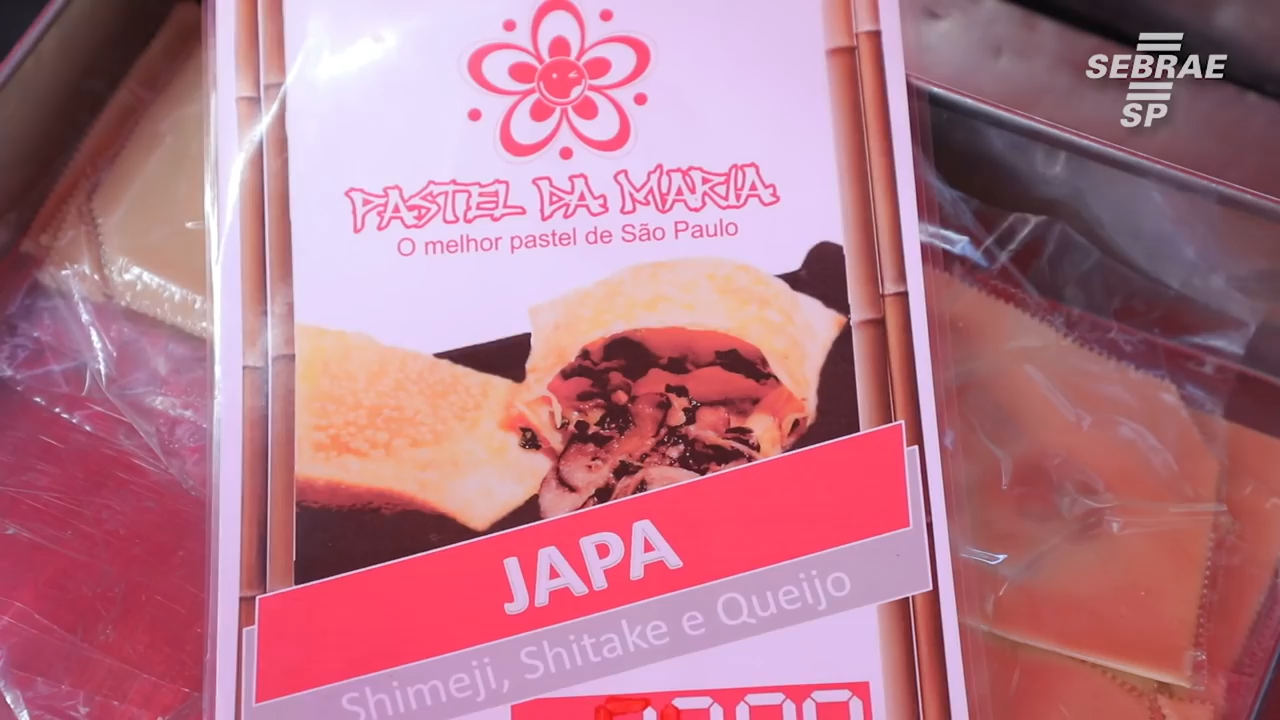 SEBRAE
SP
PASTEL DA MARIA
O melhor pastel de São Paulo
JAPA
Shimeji, Shitake e Queijo